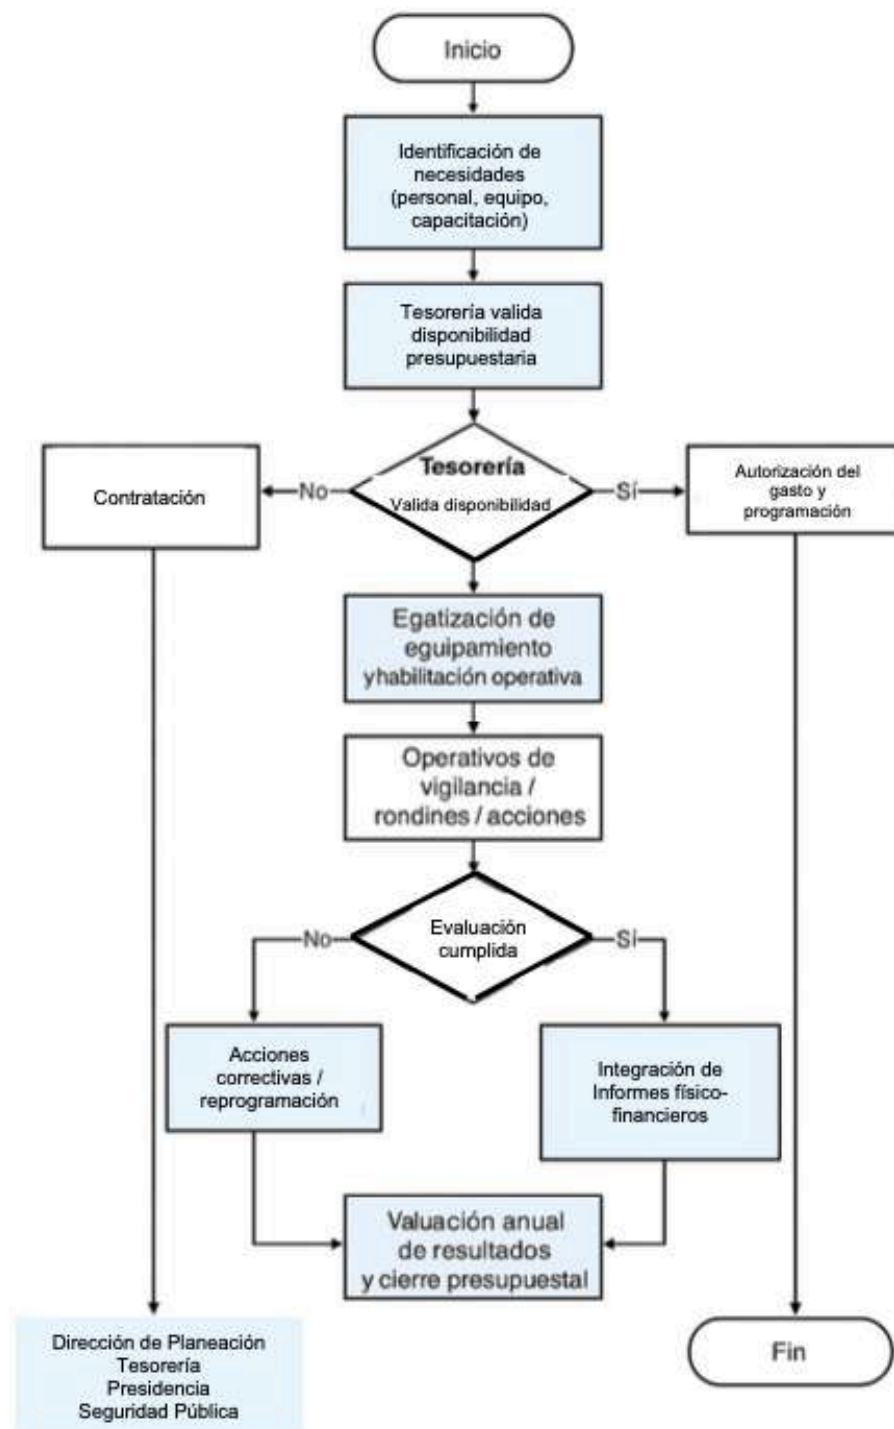 Inicio
Identificación de
necesidades
(personal, equipo,
capacitación)
Tesorería valida
disponibilidad
presupuestaria
Tesorería
Valida disponibilidad
No
Sí
Contratación
Autorización del
gasto y
programación
Egatización de
eguipamiento
yhabilitación operativa
Operativos de
vigilancia /
rondines / acciones
Evaluación
cumplida
No
Sí
Acciones
correctivas /
reprogramación
Integración de
Informes físico-
financieros
Valuación anual
de resultados
y cierre presupuestal
Dirección de Planeación
Tesorería
Presidencia
Seguridad Pública
Fin